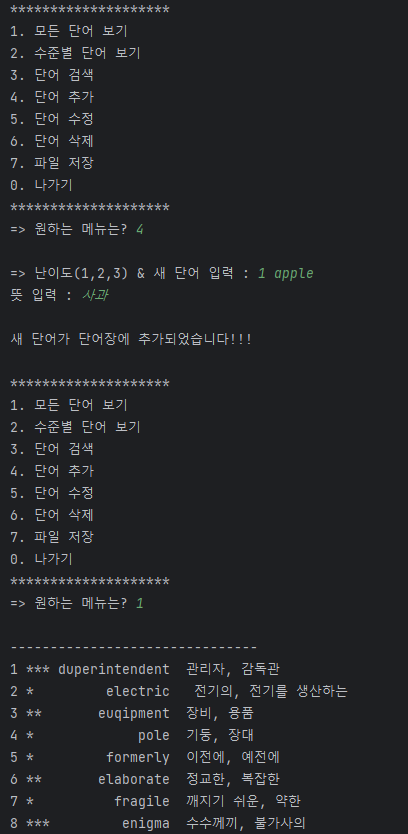 ********************
1. 모든 단어 보기
2. 수준별 단어 보기
3. 단어 검색
4. 단어 추가
5. 단어 수정
6. 단어 삭제
7. 파일 저장
0. 나가기
********************
=> 원하는 메뉴는? 4
=> 난이도(1,2,3) & 새 단어 입력 : 1 apple
뜻 입력 : 사과
새 단어가 단어장에 추가되었습니다!!!
********************
1. 모든 단어 보기
2. 수준별 단어 보기
3. 단어 검색
4. 단어 추가
5. 단어 수정
6. 단어 삭제
7. 파일 저장
0. 나가기
********************
=> 원하는 메뉴는? 1
-------------------------------
1 *** duperintendent 관리자, 감독관
2 * electric 전기의, 전기를 생산하는
3 ** euqipment 장비, 용품
4 * pole 기둥, 장대
5 * formerly 이전에, 예전에
6 ** elaborate 정교한, 복잡한
7 * fragile 깨지기 쉬운, 약한
8 *** enigma 수수께끼, 불가사의